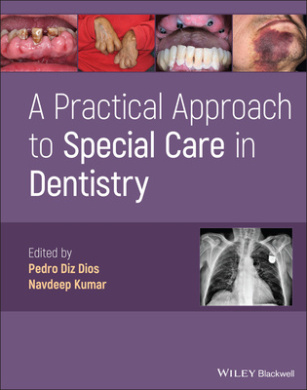 A Practical Approach
to Special Care in
Dentistry
Edited by
Pedro Diz Dios
Navdeep Kumar
WILEY Blackwell